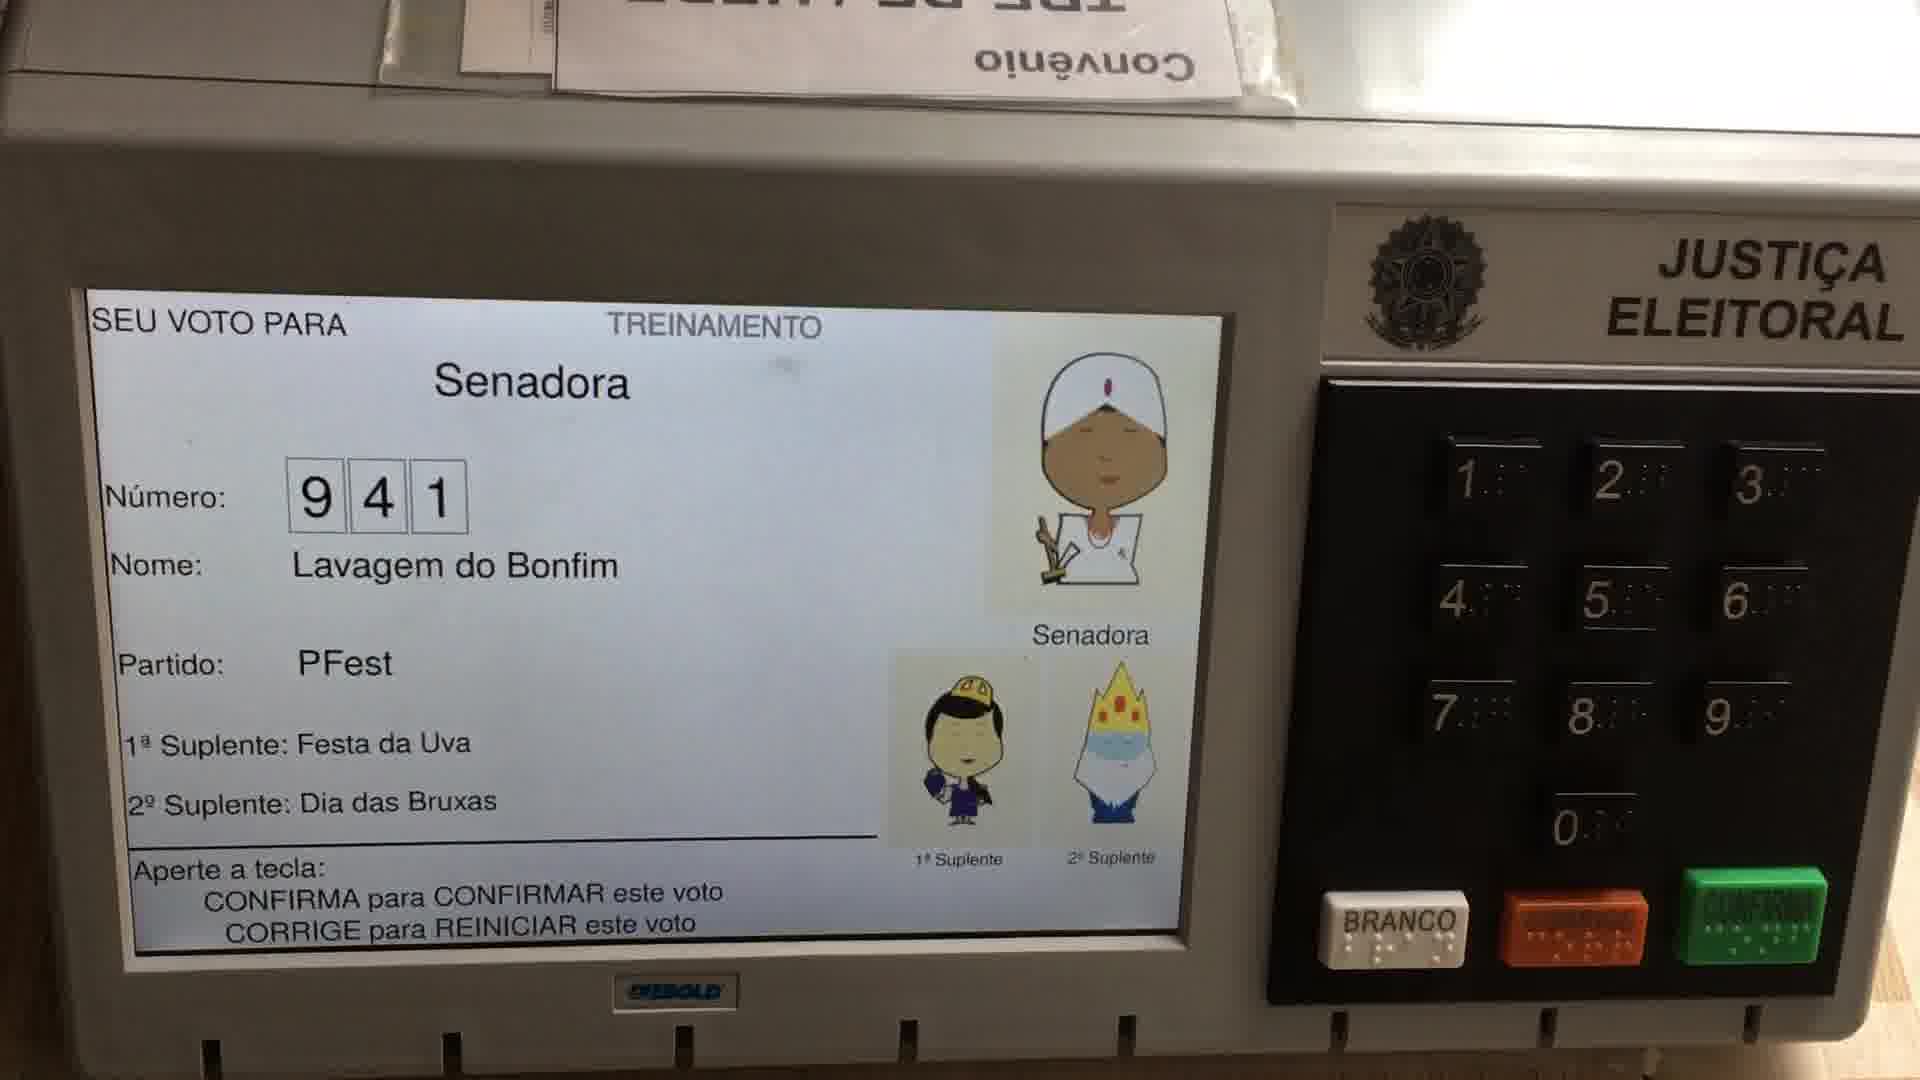 Convênio
JUSTIÇA
ELEITORAL
SEU VOTO PARA
TREINAMENTO
Senadora
Número: 9 4 1
Nome: Lavagem do Bonfim
Partido: PFest
1ª Suplente: Festa da Uva
2º Suplente: Dia das Bruxas
Senadora
1ª Suplente
2º Suplente
Aperte a tecla:
CONFIRMA para CONFIRMAR este voto
CORRIGE para REINICIAR este voto
DIEBOLD
1 2 3
4 5 6
7 8 9
0
BRANCO
CONFIRMA